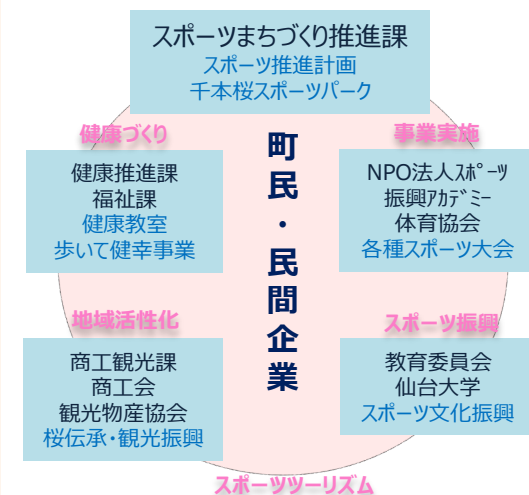 スポーツまちづくり推進課
スポーツ推進計画
千本桜スポーツパーク
健康づくり
健康推進課
福祉課
健康教室
歩いて健幸事業
町民・民間企業
事業実施
NPO法人ｽﾎﾟｰﾂ
振興ｱｶﾃﾞﾐｰ
体育協会
各種スポーツ大会
地域活性化
商工観光課
商工会
観光物産協会
桜伝承・観光振興
スポーツ振興
教育委員会
仙台大学
スポーツ文化振興
スポーツツーリズム